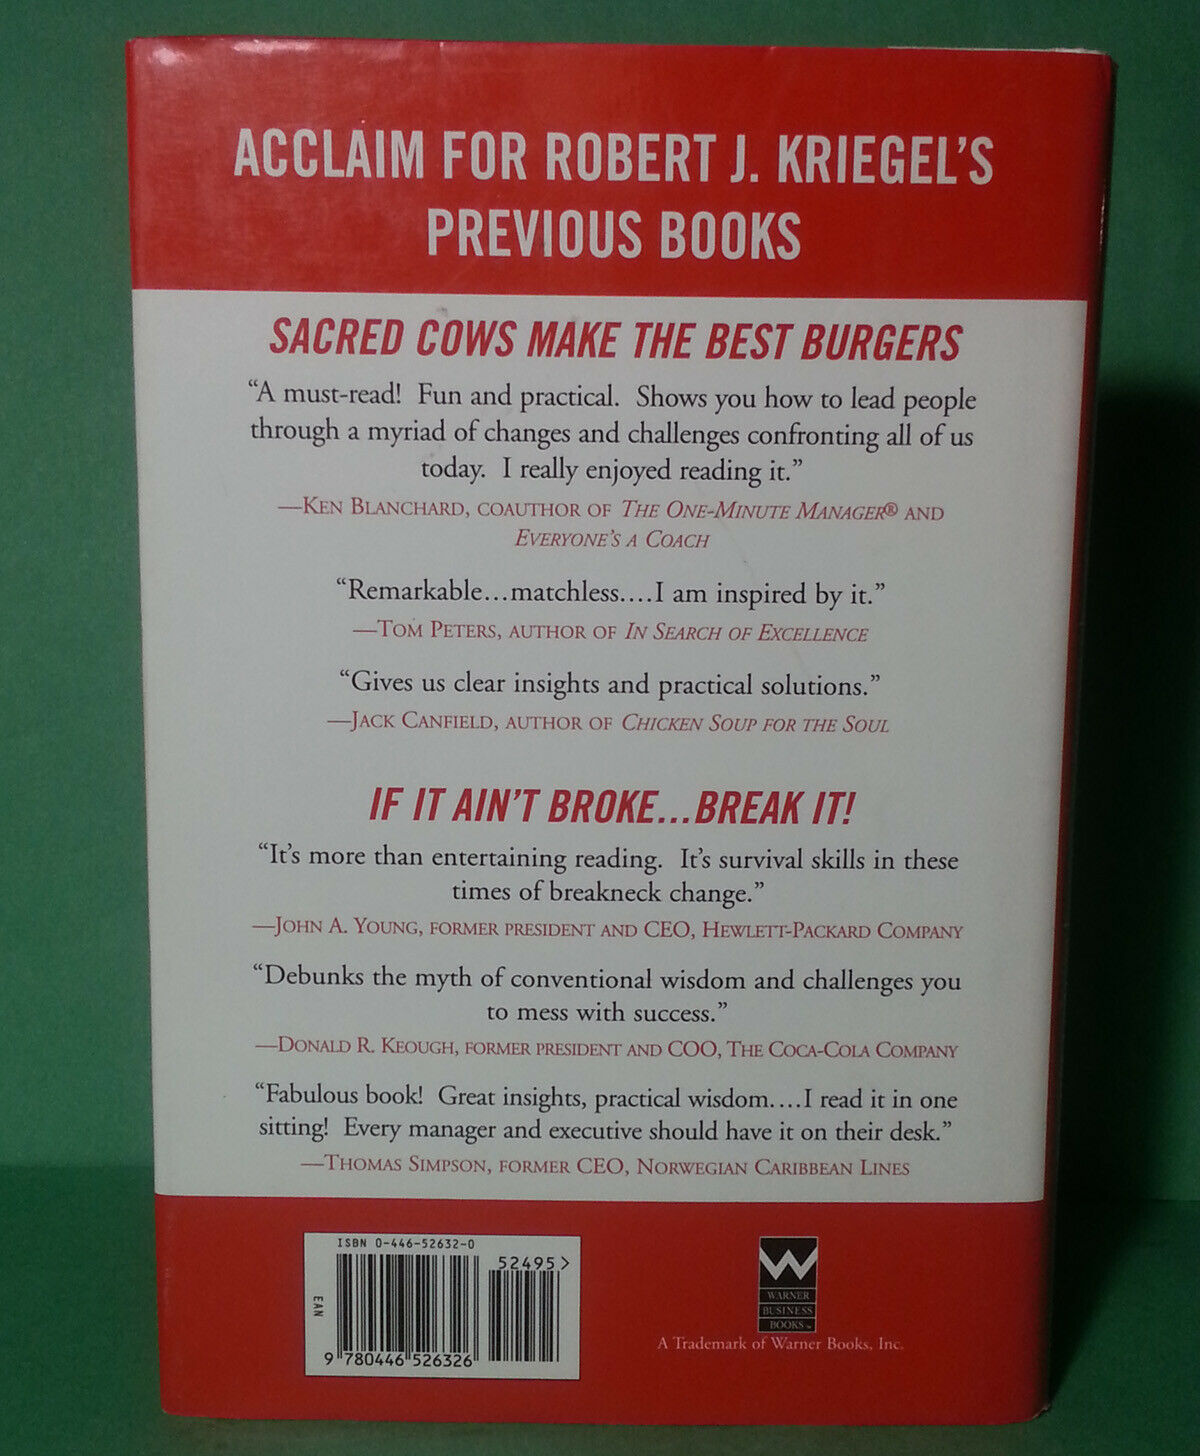 ACCLAIM FOR ROBERT J. KRIEGEL'S
PREVIOUS BOOKS
SACRED COWS MAKE THE BEST BURGERS
“A must-read! Fun and practical. Shows you how to lead people
through a myriad of changes and challenges confronting all of us
today. I really enjoyed reading it.”
—KEN BLANCHARD, COAUTHOR OF THE ONE-MINUTE MANAGER® AND
EVERYONE'S A COACH
“Remarkable...matchless....I am inspired by it.”
—TOM PETERS, AUTHOR OF IN SEARCH OF EXCELLENCE
“Gives us clear insights and practical solutions.”
—JACK CANFIELD, AUTHOR OF CHICKEN SOUP FOR THE SOUL
IF IT AIN'T BROKE...BREAK IT!
“It's more than entertaining reading. It's survival skills in these
times of breakneck change.”
—JOHN A. YOUNG, FORMER PRESIDENT AND CEO, HEWLETT-PACKARD COMPANY
“Debunks the myth of conventional wisdom and challenges you
to mess with success.”
—DONALD R. KEOUGH, FORMER PRESIDENT AND COO, THE COCA-COLA COMPANY
“Fabulous book! Great insights, practical wisdom....I read it in one
sitting! Every manager and executive should have it on their desk.”
—THOMAS SIMPSON, FORMER CEO, NORWEGIAN CARIBBEAN LINES
ISBN 0-446-52632-0
52495>
EAN
9 780446 526326
W
WARNER
BUSINESS
BOOKS™
A Trademark of Warner Books, Inc.